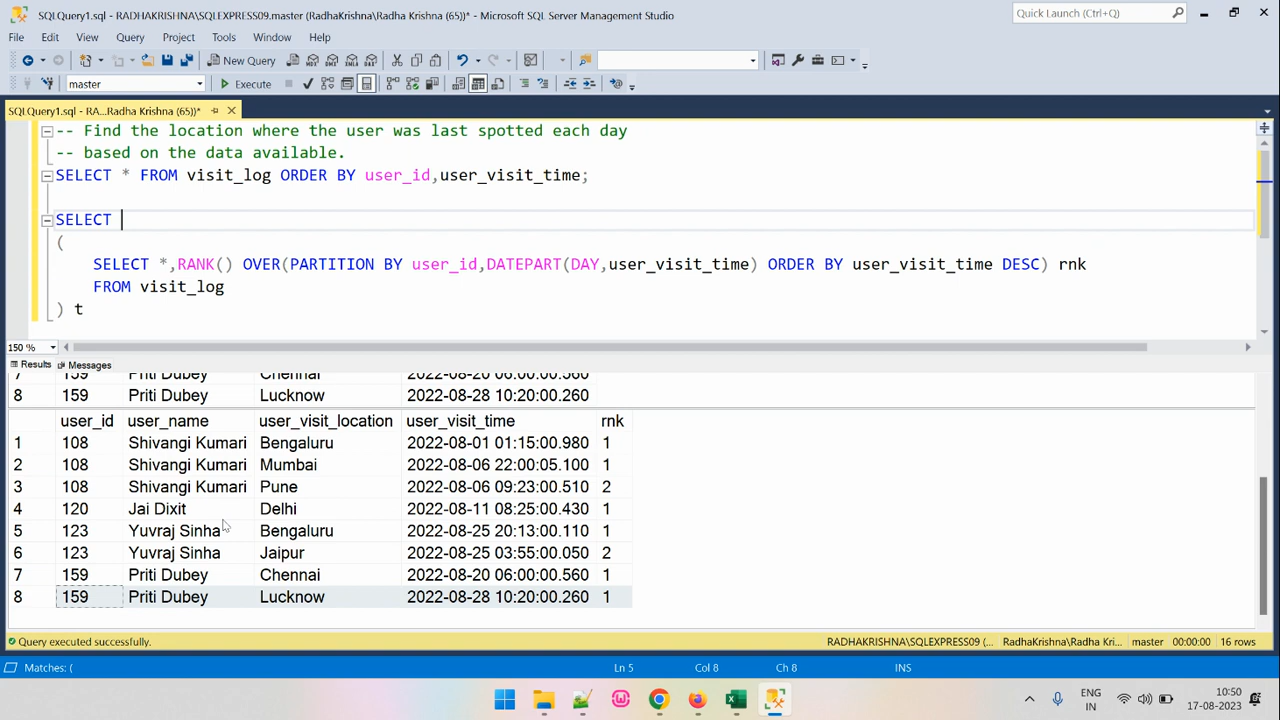 SQLQuery1.sql - RADHAKRISHNA\SQLEXPRESS09.master (RadhaKrishna\Radha Krishna (65))* - Microsoft SQL Server Management Studio
Quick Launch (Ctrl+Q)
File Edit View Query Project Tools Window Help
New Query
master
Execute
SQLQuery1.sql - RA...Radha Krishna (65))*
-- Find the location where the user was last spotted each day
-- based on the data available.
SELECT * FROM visit_log ORDER BY user_id,user_visit_time;
SELECT
(
SELECT *,RANK() OVER(PARTITION BY user_id,DATEPART(DAY,user_visit_time) ORDER BY user_visit_time DESC) rnk
FROM visit_log
) t
150 %
Results Messages
7 159 Priti Dubey Chennai 2022-08-20 06:00:00.560
8 159 Priti Dubey Lucknow 2022-08-28 10:20:00.260
user_id user_name user_visit_location user_visit_time rnk
1 108 Shivangi Kumari Bengaluru 2022-08-01 01:15:00.980 1
2 108 Shivangi Kumari Mumbai 2022-08-06 22:00:05.100 1
3 108 Shivangi Kumari Pune 2022-08-06 09:23:00.510 2
4 120 Jai Dixit Delhi 2022-08-11 08:25:00.430 1
5 123 Yuvraj Sinha Bengaluru 2022-08-25 20:13:00.110 1
6 123 Yuvraj Sinha Jaipur 2022-08-25 03:55:00.050 2
7 159 Priti Dubey Chennai 2022-08-20 06:00:00.560 1
8 159 Priti Dubey Lucknow 2022-08-28 10:20:00.260 1
Query executed successfully. RADHAKRISHNA\SQLEXPRESS09 (... RadhaKrishna\Radha Kri... master 00:00:00 16 rows
Matches: ( Ln 5 Col 8 Ch 8 INS
ENG
IN
10:50
17-08-2023